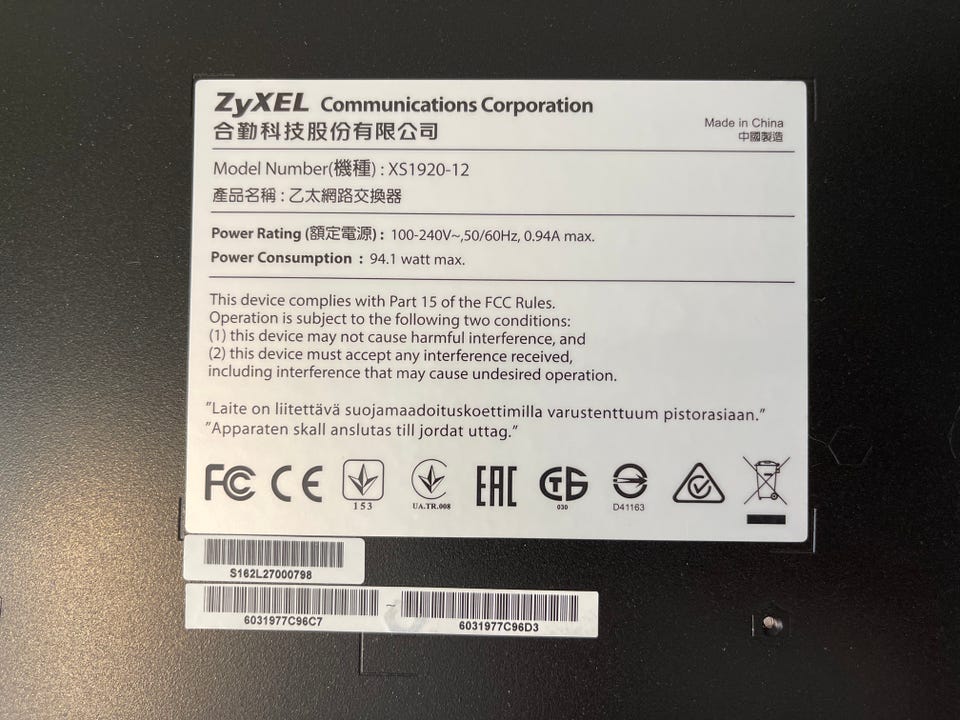 ZyXEL Communications Corporation
合勤科技股份有限公司
Made in China
中國製造
Model Number(機種) : XS1920-12
產品名稱 : 乙太網路交換器
Power Rating (額定電源) : 100-240V~,50/60Hz, 0.94A max.
Power Consumption : 94.1 watt max.
This device complies with Part 15 of the FCC Rules.
Operation is subject to the following two conditions:
(1) this device may not cause harmful interference, and
(2) this device must accept any interference received,
including interference that may cause undesired operation.
"Laite on liitettävä suojamaadoituskoettimilla varustenttuum pistorasiaan."
"Apparaten skall anslutas till jordat uttag."
FC CE 153 UA.TR.008 EAC 030 D41163
S162L27000798
6031977C96C7 ~ 6031977C96D3